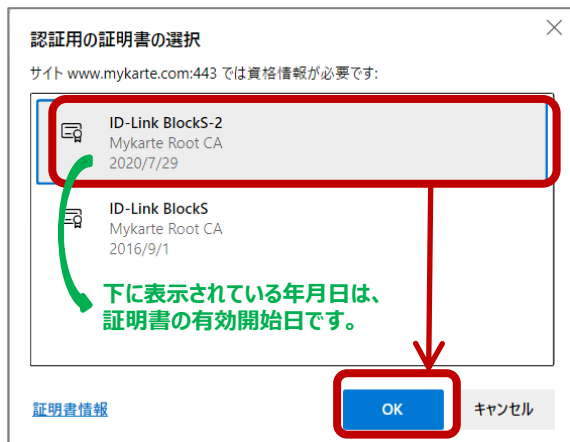 認証用の証明書の選択
サイト www.mykarte.com:443 では資格情報が必要です:
ID-Link BlockS-2
Mykarte Root CA
2020/7/29
ID-Link BlockS
Mykarte Root CA
2016/9/1
下に表示されている年月日は、
証明書の有効開始日です。
証明書情報
OK
キャンセル